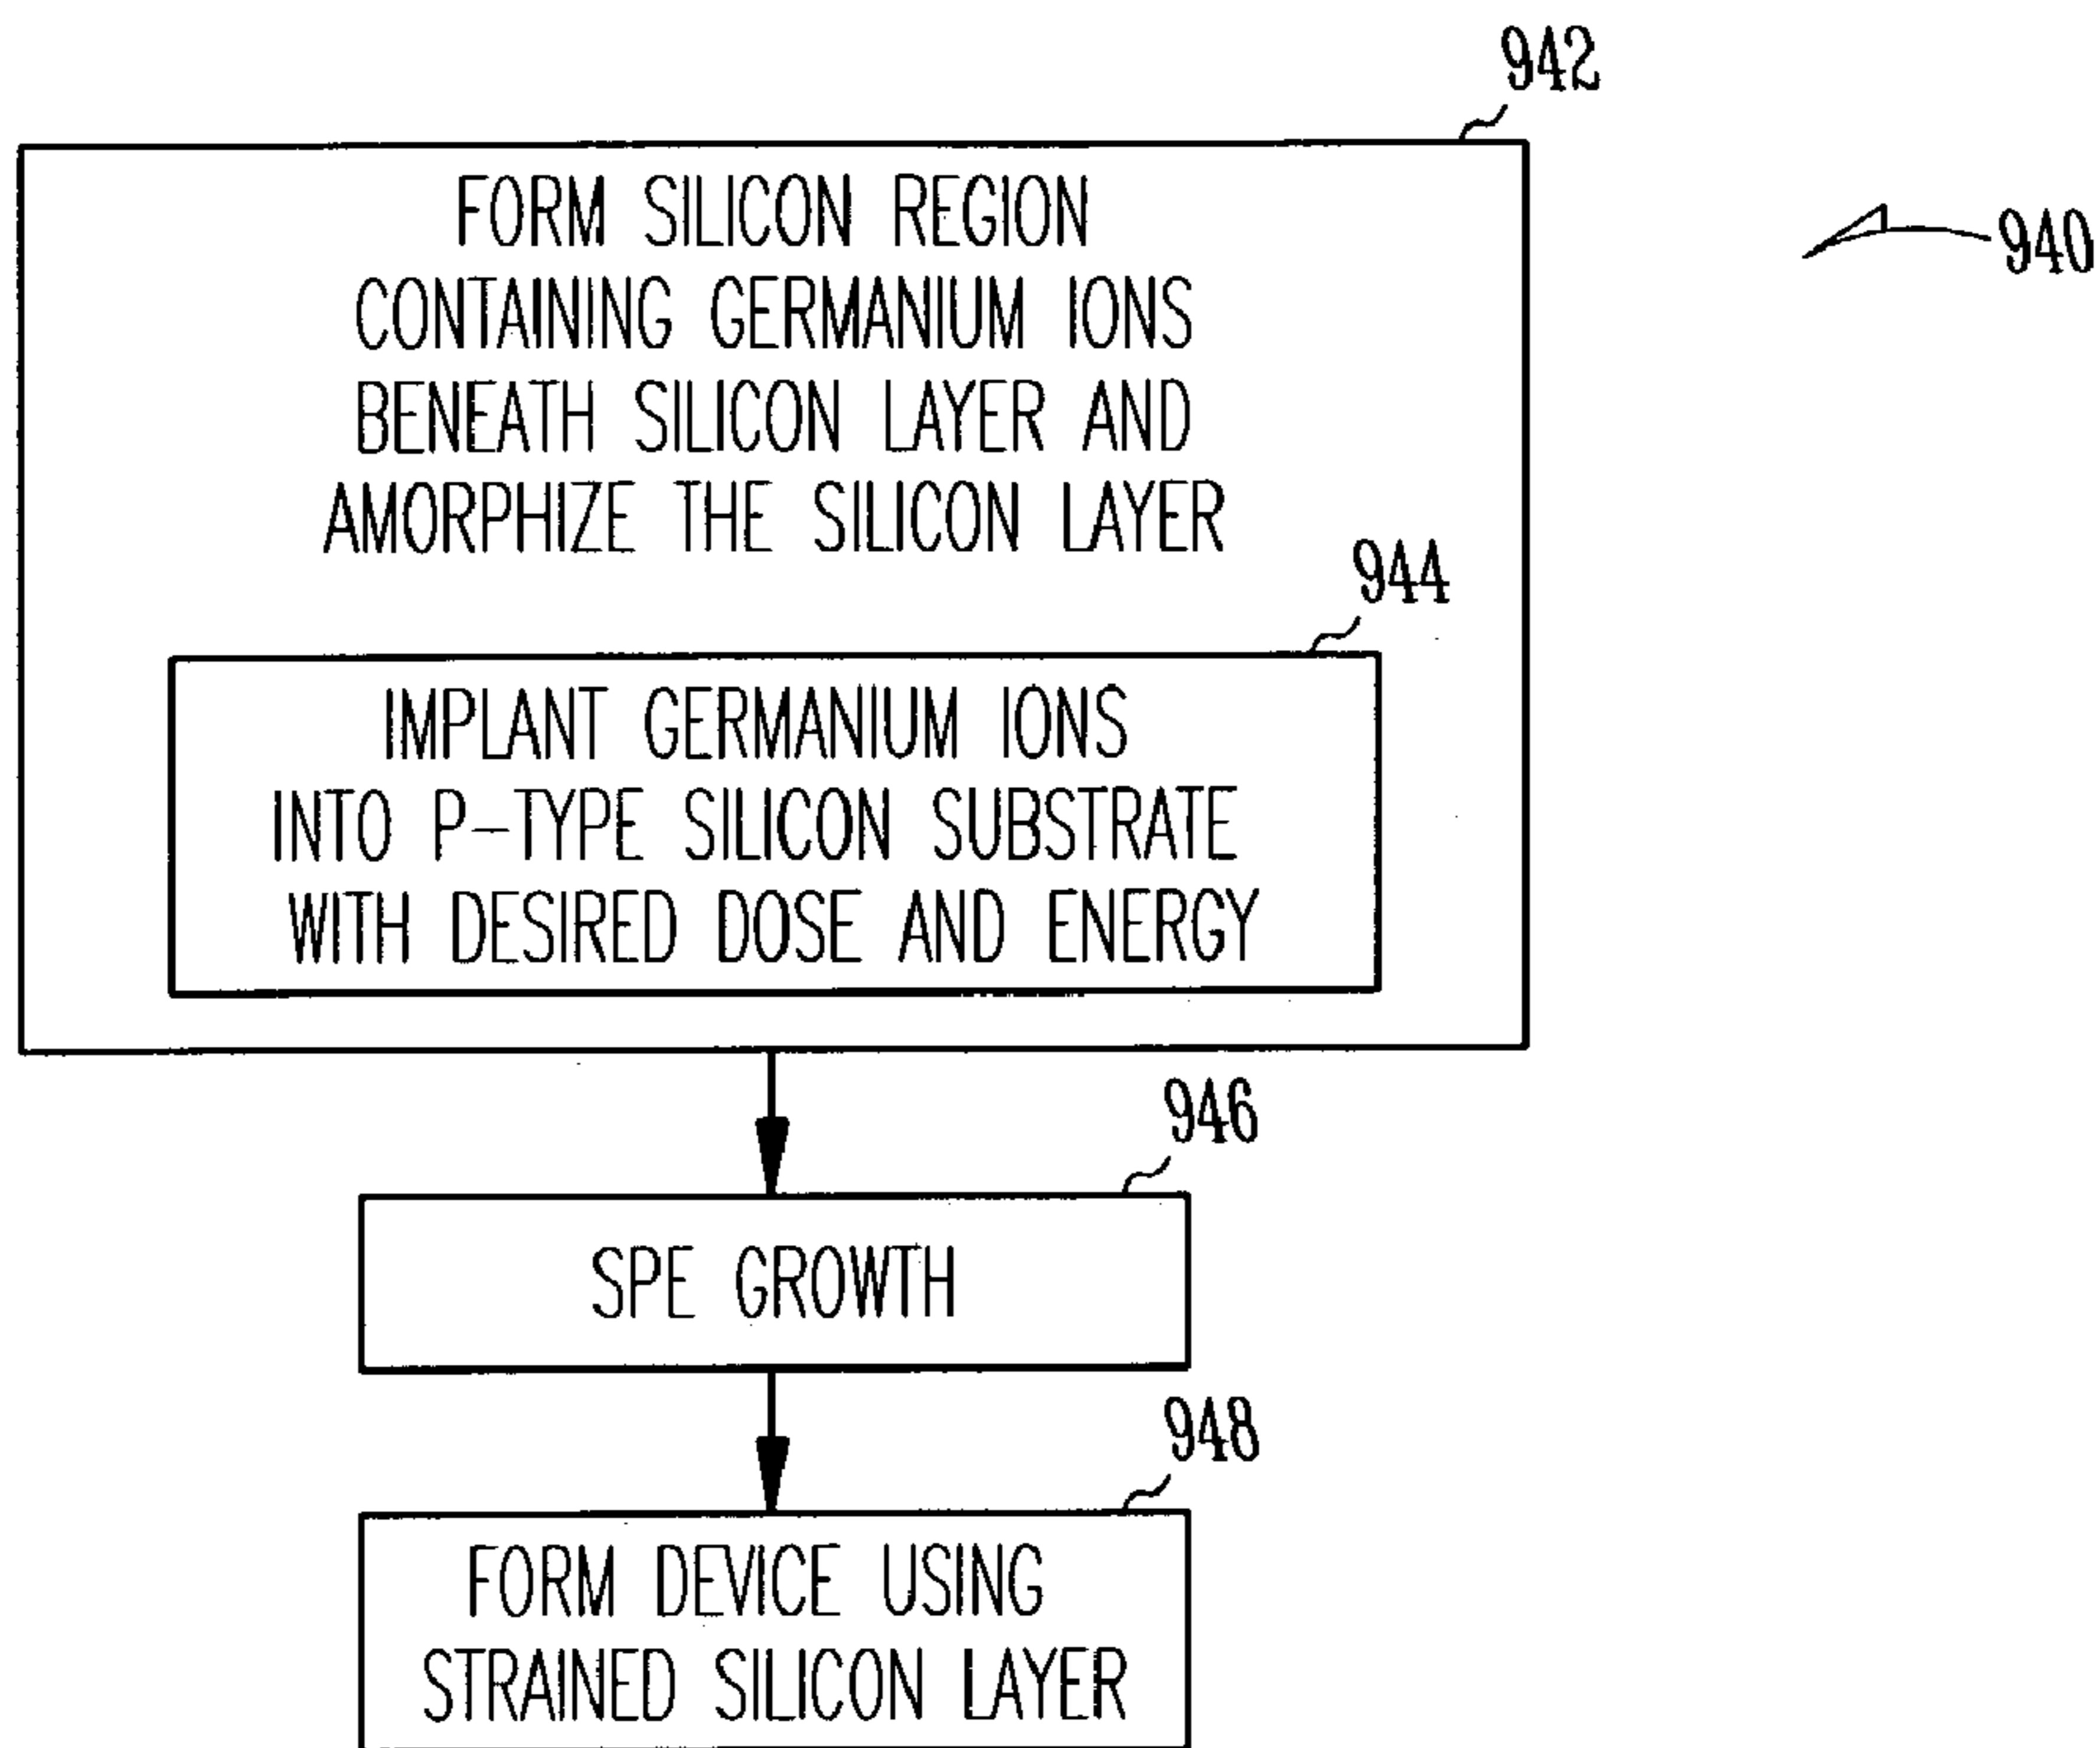 942
940
FORM SILICON REGION
CONTAINING GERMANIUM IONS
BENEATH SILICON LAYER AND
AMORPHIZE THE SILICON LAYER
944
IMPLANT GERMANIUM IONS
INTO P-TYPE SILICON SUBSTRATE
WITH DESIRED DOSE AND ENERGY
946
SPE GROWTH
948
FORM DEVICE USING
STRAINED SILICON LAYER